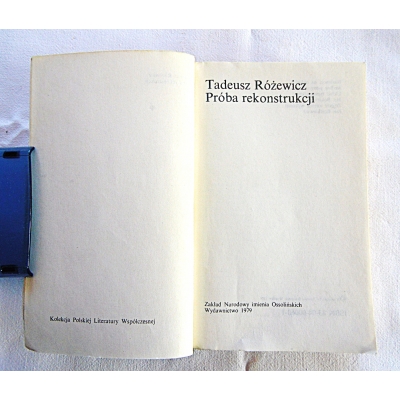 Kolekcja Polskiej Literatury Współczesnej
Tadeusz Różewicz
Próba rekonstrukcji
Zakład Narodowy imienia Ossolińskich
Wydawnictwo 1979